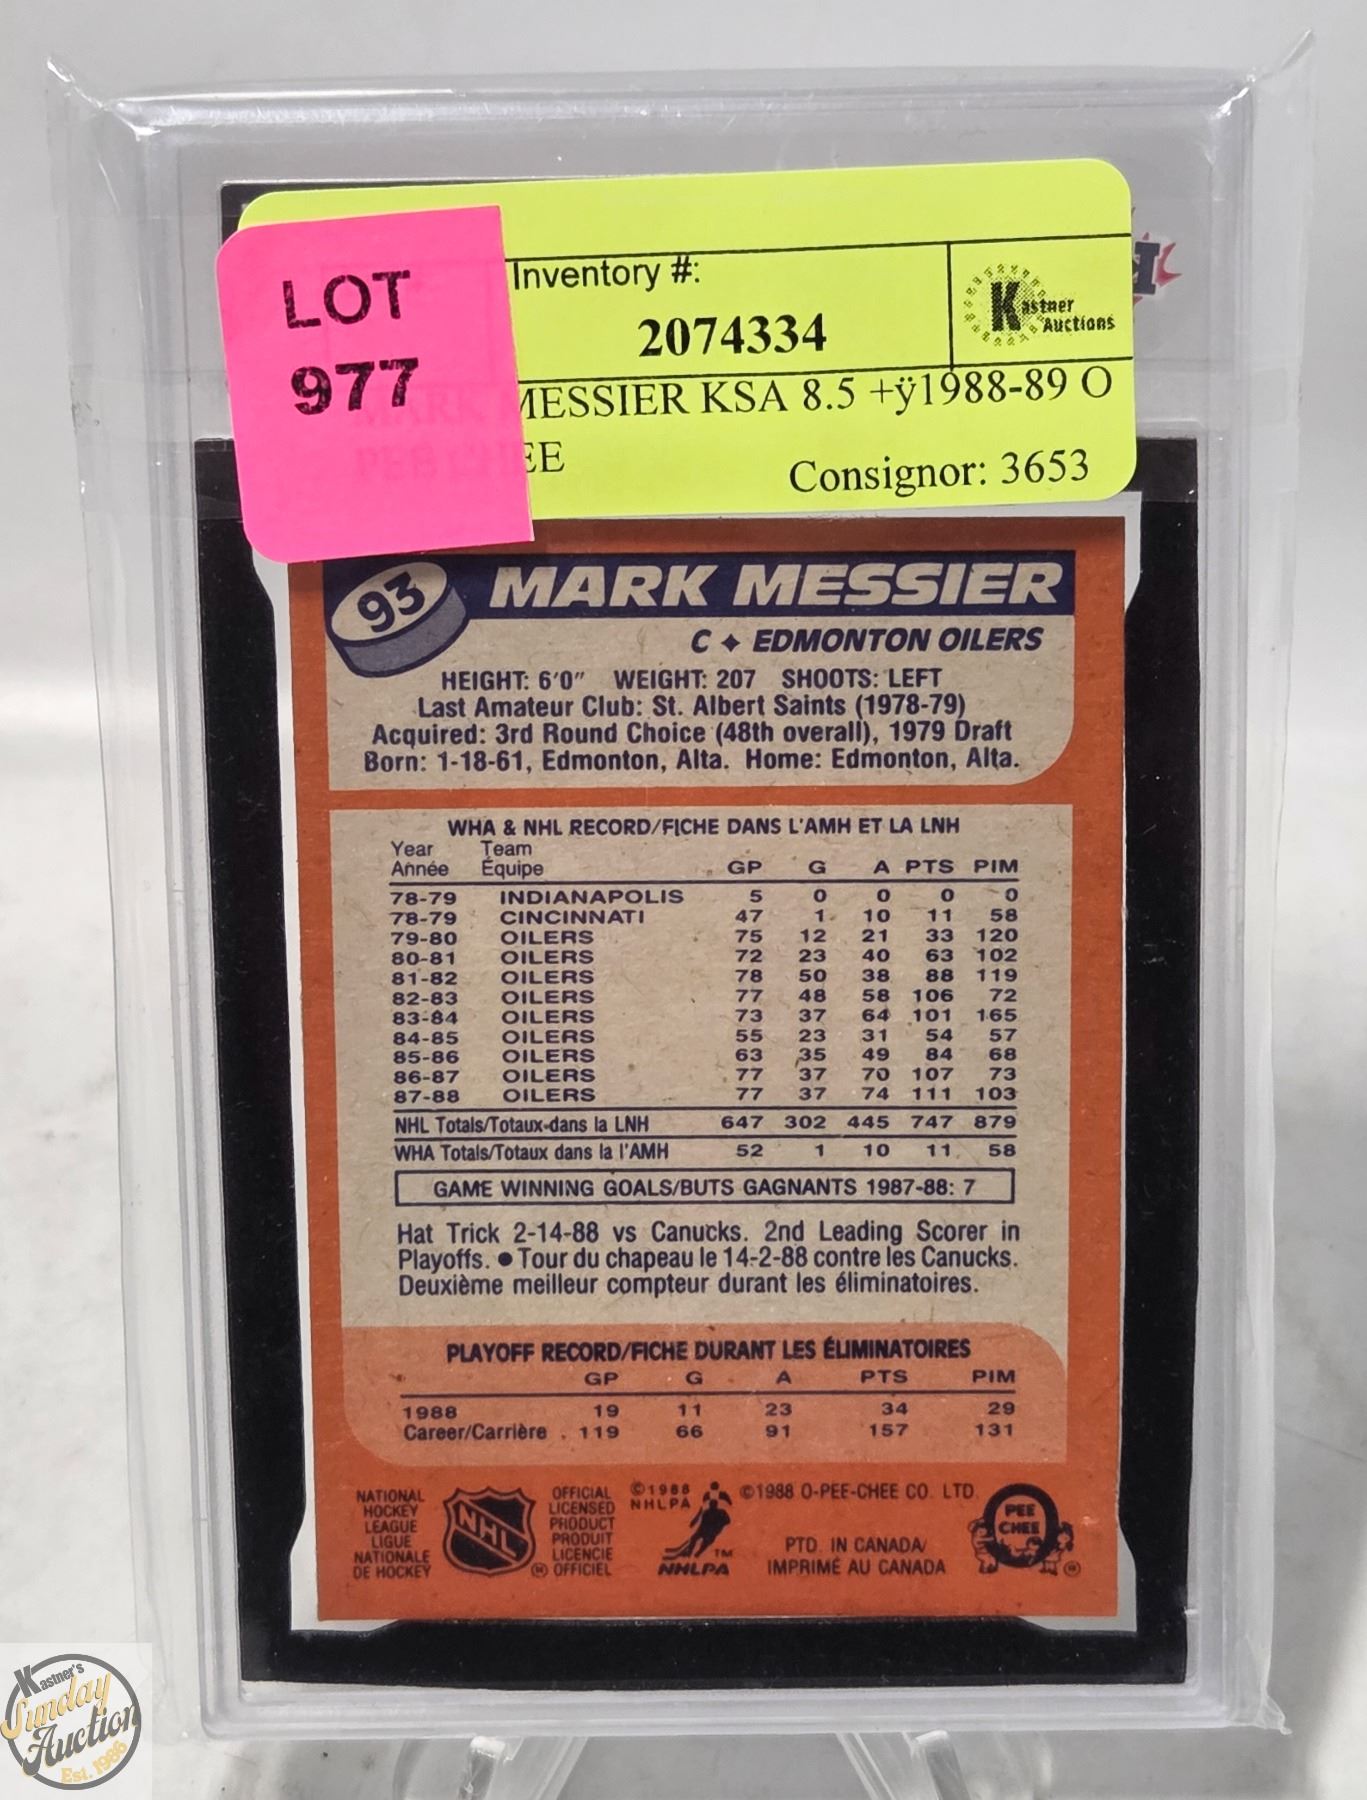 LOT
977
Inventory #:
2074334
Kastner
Auctions
MARK MESSIER KSA 8.5 +ÿ1988-89 O
PEE CHEE
Consignor: 3653
93
MARK MESSIER
C ✦ EDMONTON OILERS
HEIGHT: 6'0" WEIGHT: 207 SHOOTS: LEFT
Last Amateur Club: St. Albert Saints (1978-79)
Acquired: 3rd Round Choice (48th overall), 1979 Draft
Born: 1-18-61, Edmonton, Alta. Home: Edmonton, Alta.
WHA & NHL RECORD/FICHE DANS L'AMH ET LA LNH
Year Team
Année Équipe GP G A PTS PIM
78-79 INDIANAPOLIS 5 0 0 0 0
78-79 CINCINNATI 47 1 10 11 58
79-80 OILERS 75 12 21 33 120
80-81 OILERS 72 23 40 63 102
81-82 OILERS 78 50 38 88 119
82-83 OILERS 77 48 58 106 72
83-84 OILERS 73 37 64 101 165
84-85 OILERS 55 23 31 54 57
85-86 OILERS 63 35 49 84 68
86-87 OILERS 77 37 70 107 73
87-88 OILERS 77 37 74 111 103
NHL Totals/Totaux dans la LNH 647 302 445 747 879
WHA Totals/Totaux dans la l'AMH 52 1 10 11 58
GAME WINNING GOALS/BUTS GAGNANTS 1987-88: 7
Hat Trick 2-14-88 vs Canucks. 2nd Leading Scorer in
Playoffs. ● Tour du chapeau le 14-2-88 contre les Canucks.
Deuxième meilleur compteur durant les éliminatoires.
PLAYOFF RECORD/FICHE DURANT LES ÉLIMINATOIRES
GP G A PTS PIM
1988 19 11 23 34 29
Career/Carrière 119 66 91 157 131
NATIONAL
HOCKEY
LEAGUE
LIGUE
NATIONALE
DE HOCKEY
NHL
OFFICIAL
LICENSED
PRODUCT
PRODUIT
LICENCIE
OFFICIEL
©1988
NHLPA
TM
NHLPA
©1988 O-PEE-CHEE CO. LTD.
PTD. IN CANADA/
IMPRIMÉ AU CANADA
PEE
CHEE
Kastner's
Sunday
Auction
Est. 1986